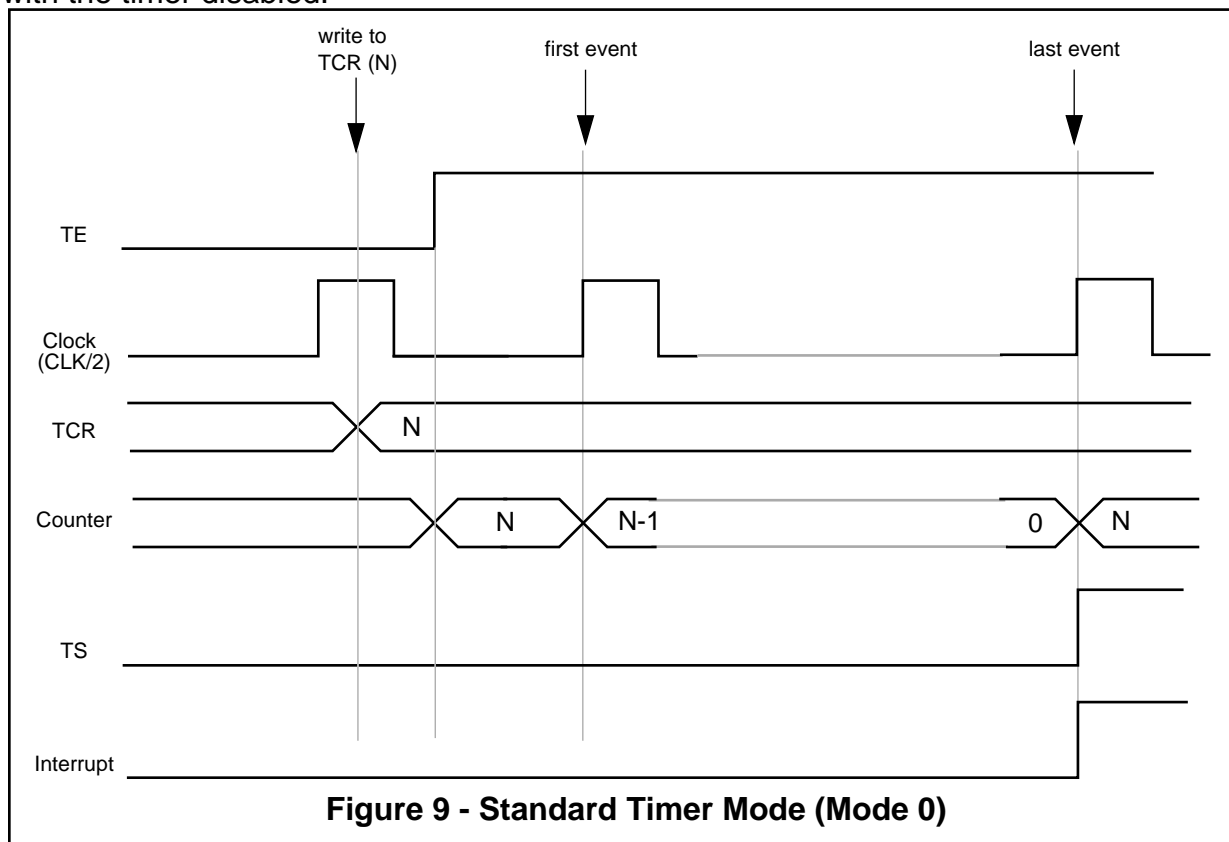 with the timer disabled.
write to
TCR (N)
first event
last event
TE
Clock
(CLK/2)
TCR
N
Counter
N
N-1
0
N
TS
Interrupt
Figure 9 - Standard Timer Mode (Mode 0)